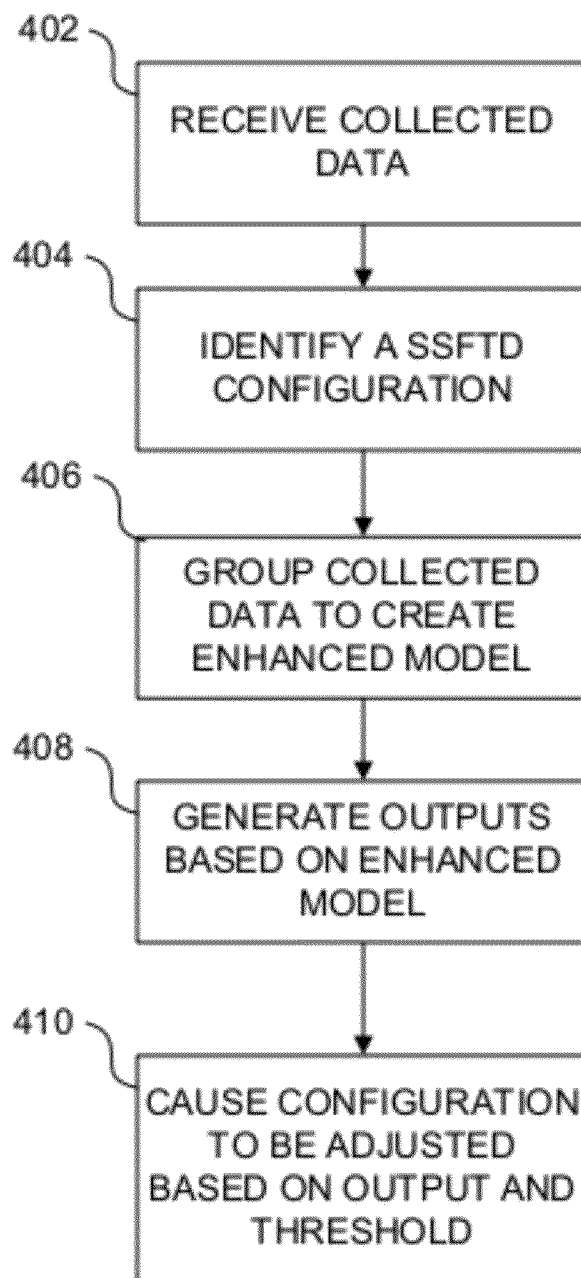 402
RECEIVE COLLECTED
DATA
404
IDENTIFY A SSFTD
CONFIGURATION
406
GROUP COLLECTED
DATA TO CREATE
ENHANCED MODEL
408
GENERATE OUTPUTS
BASED ON ENHANCED
MODEL
410
CAUSE CONFIGURATION
TO BE ADJUSTED
BASED ON OUTPUT AND
THRESHOLD